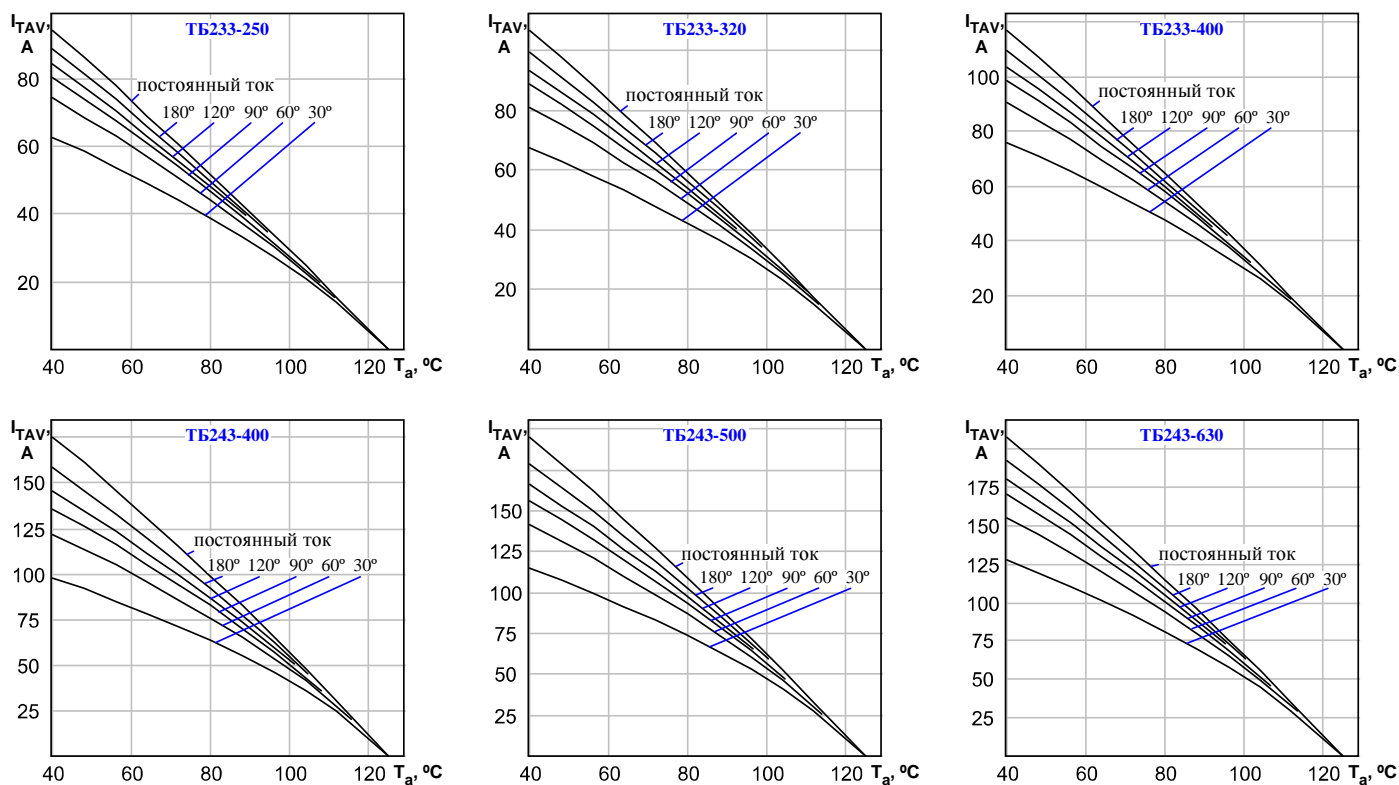 I_TAV, A
ТБ233-250
80
60
40
20
постоянный ток
180º 120º 90º 60º 30º
40 60 80 100 120 T_a, ºC
I_TAV, A
ТБ233-320
80
60
40
20
постоянный ток
180º 120º 90º 60º 30º
40 60 80 100 120 T_a, ºC
I_TAV, A
ТБ233-400
100
80
60
40
20
постоянный ток
180º 120º 90º 60º 30º
40 60 80 100 120 T_a, ºC
I_TAV, A
ТБ243-400
150
125
100
75
50
25
постоянный ток
180º 120º 90º 60º 30º
40 60 80 100 120 T_a, ºC
I_TAV, A
ТБ243-500
150
125
100
75
50
25
постоянный ток
180º 120º 90º 60º 30º
40 60 80 100 120 T_a, ºC
I_TAV, A
ТБ243-630
175
150
125
100
75
50
25
постоянный ток
180º 120º 90º 60º 30º
40 60 80 100 120 T_a, ºC